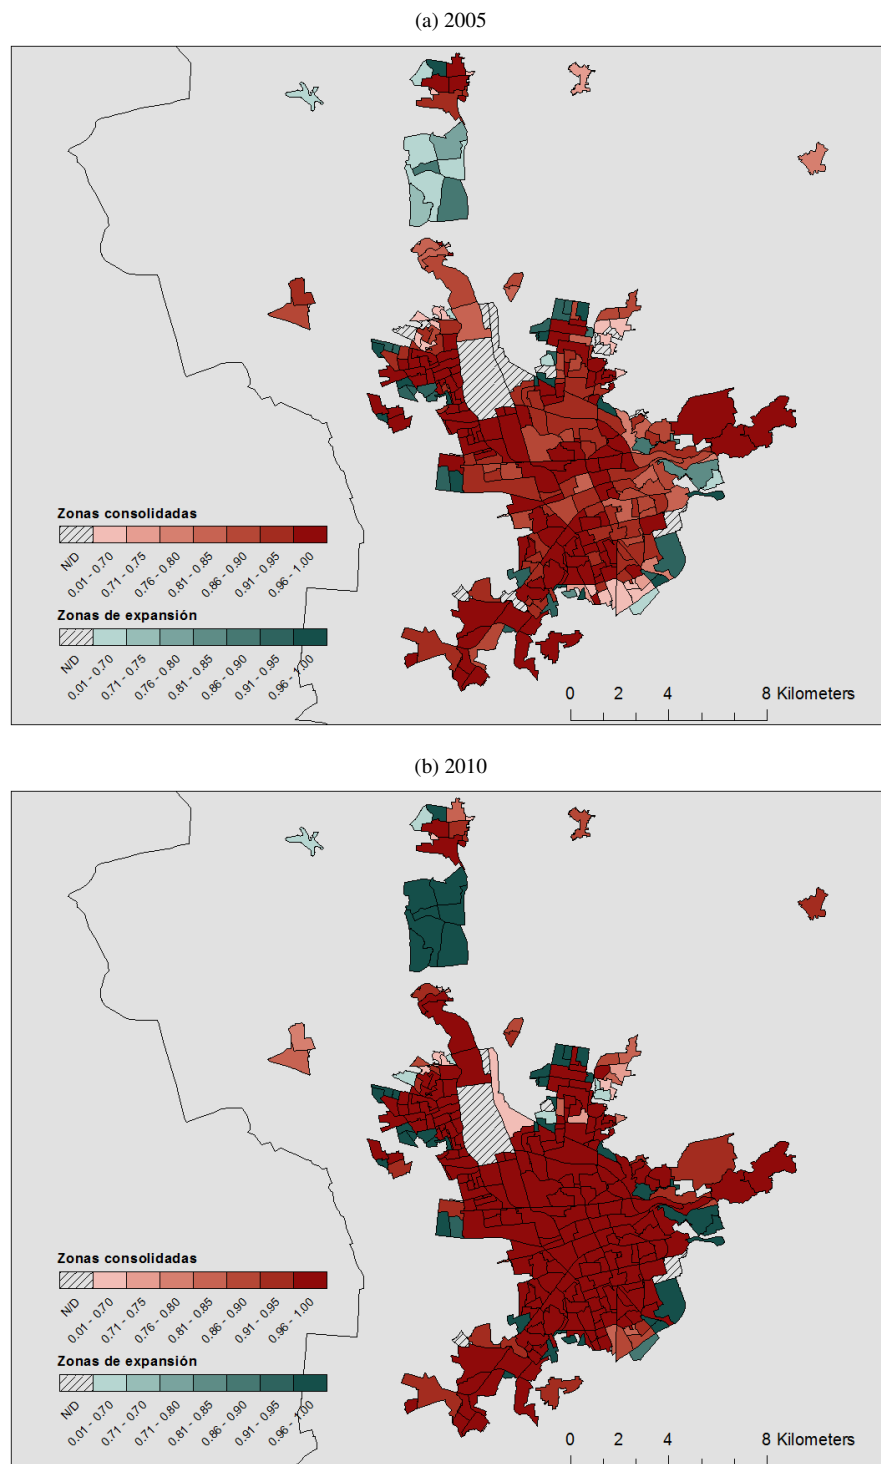 (a) 2005
Zonas consolidadas
N/D 0.01 - 0.70 0.71 - 0.75 0.76 - 0.80 0.81 - 0.85 0.86 - 0.90 0.91 - 0.95 0.96 - 1.00
Zonas de expansión
N/D 0.01 - 0.70 0.71 - 0.75 0.76 - 0.80 0.81 - 0.85 0.86 - 0.90 0.91 - 0.95 0.96 - 1.00
0 2 4 8 Kilometers
(b) 2010
Zonas consolidadas
N/D 0.01 - 0.70 0.71 - 0.75 0.76 - 0.80 0.81 - 0.85 0.86 - 0.90 0.91 - 0.95 0.96 - 1.00
Zonas de expansión
N/D 0.01 - 0.70 0.71 - 0.70 0.76 - 0.80 0.81 - 0.85 0.86 - 0.90 0.91 - 0.95 0.96 - 1.00
0 2 4 8 Kilometers